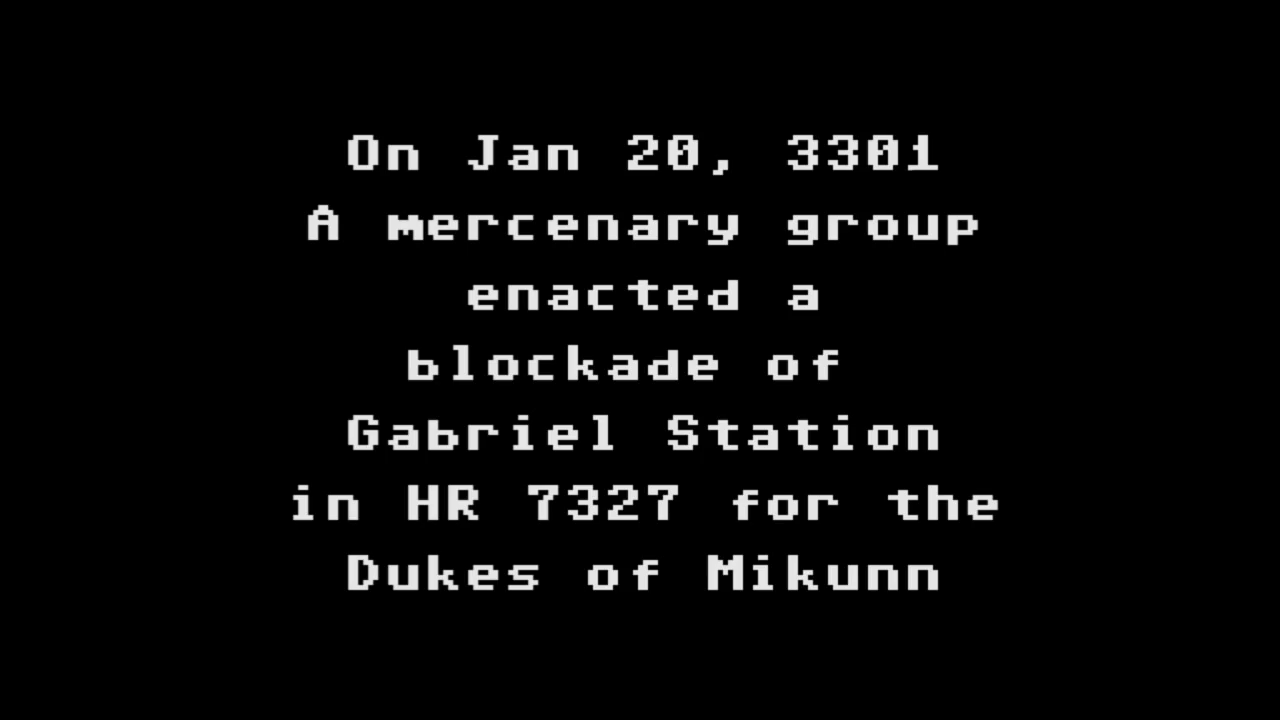 On Jan 20, 3301
A mercenary group
enacted a
blockade of
Gabriel Station
in HR 7327 for the
Dukes of Mikunn